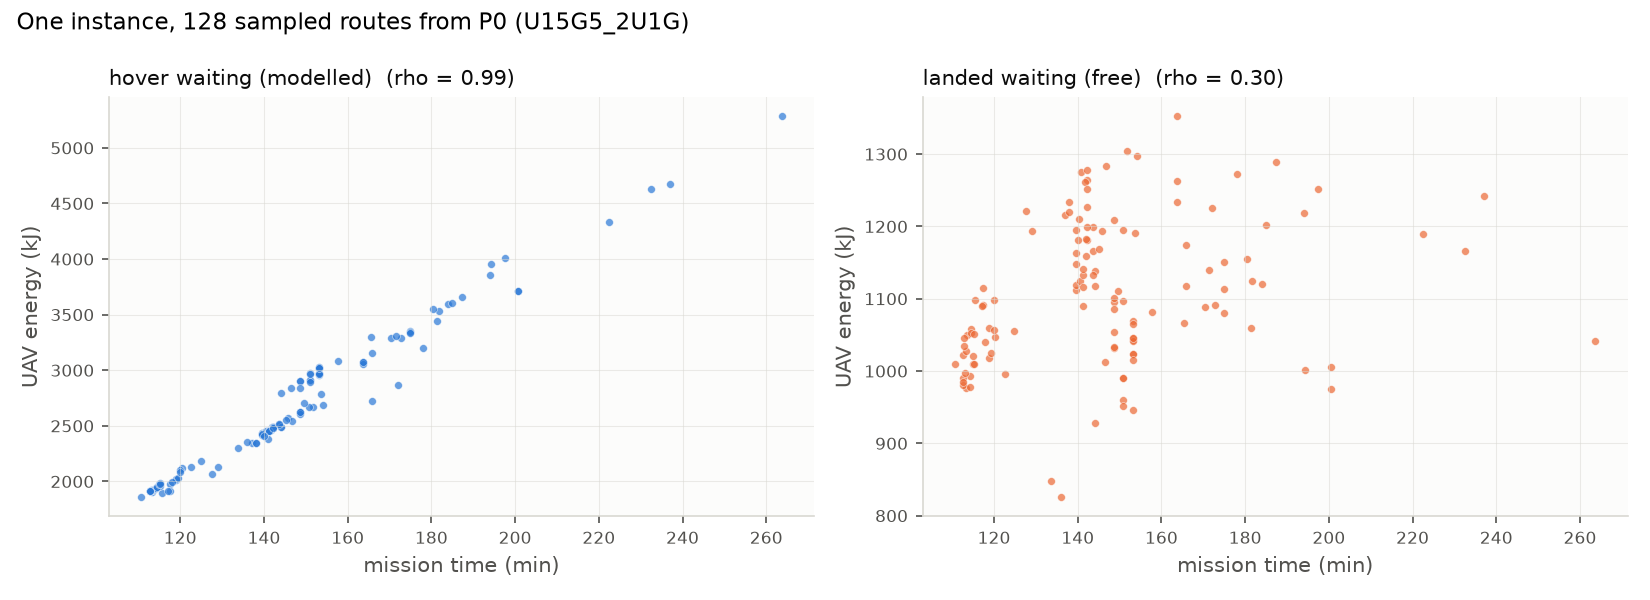 One instance, 128 sampled routes from P0 (U15G5_2U1G)
hover waiting (modelled)  (rho = 0.99)
UAV energy (kJ)
5000
4500
4000
3500
3000
2500
2000
120 140 160 180 200 220 240 260
mission time (min)
landed waiting (free)  (rho = 0.30)
UAV energy (kJ)
1300
1200
1100
1000
900
800
120 140 160 180 200 220 240 260
mission time (min)